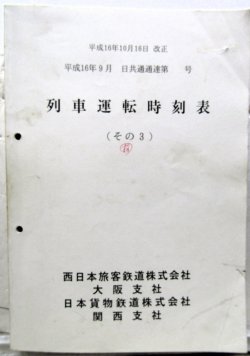 平成16年10月16日 改正
平成16年9月 日共通通達第 号
列車運転時刻表
(その3)
西日本旅客鉄道株式会社
大阪支社
日本貨物鉄道株式会社
関西支社